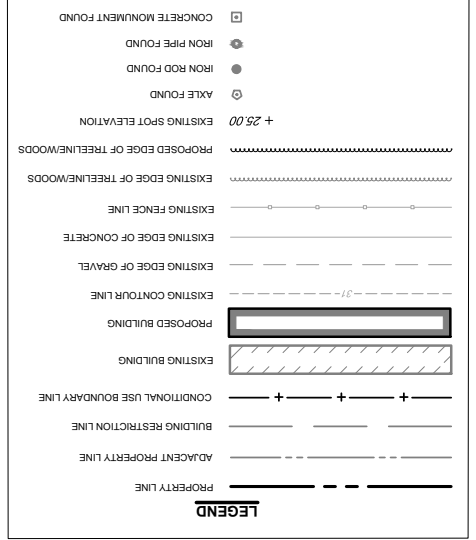 LEGEND
PROPERTY LINE
ADJACENT PROPERTY LINE
BUILDING RESTRICTION LINE
CONDITIONAL USE BOUNDARY LINE
EXISTING BUILDING
PROPOSED BUILDING
31 EXISTING CONTOUR LINE
EXISTING EDGE OF GRAVEL
EXISTING EDGE OF CONCRETE
EXISTING FENCE LINE
EXISTING EDGE OF TREELINE/WOODS
PROPOSED EDGE OF TREELINE/WOODS
+ 25.00 EXISTING SPOT ELEVATION
AXLE FOUND
IRON ROD FOUND
IRON PIPE FOUND
CONCRETE MONUMENT FOUND